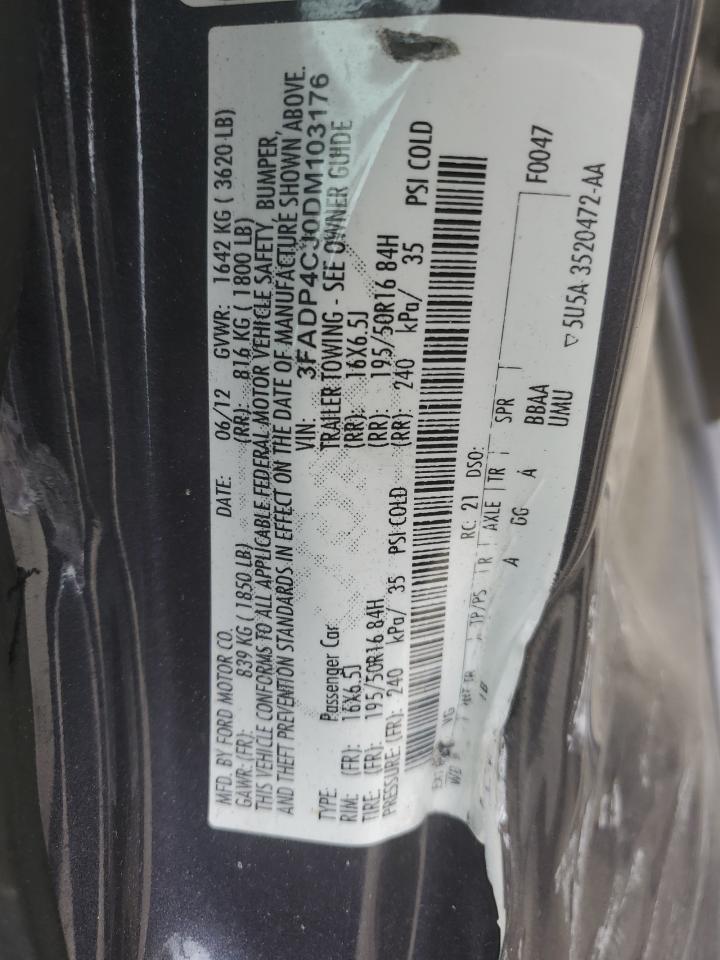 MFD. BY FORD MOTOR CO. DATE: 06/12 GVWR: 1642 KG ( 3620 LB)
GAWR: (FR): 839 KG ( 1850 LB) (RR): 816 KG ( 1800 LB)
THIS VEHICLE CONFORMS TO ALL APPLICABLE FEDERAL MOTOR VEHICLE SAFETY, BUMPER,
AND THEFT PREVENTION STANDARDS IN EFFECT ON THE DATE OF MANUFACTURE SHOWN ABOVE.
VIN: 3FADP4CJ0DM103176
TYPE: Passenger Car TRAILER TOWING - SEE OWNER GUIDE
RIM: (FR): 16X6.5J (RR): 16X6.5J
TIRE: (FR): 195/50R16 84H (RR): 195/50R16 84H
PRESSURE: (FR): 240 kPa/ 35 PSI COLD (RR): 240 kPa/ 35 PSI COLD
RC: 21 DSO: F0047
TP/PS R AXLE TR SPR
A GG A BBAA
UMU
▽ 5U5A-3520472-AA